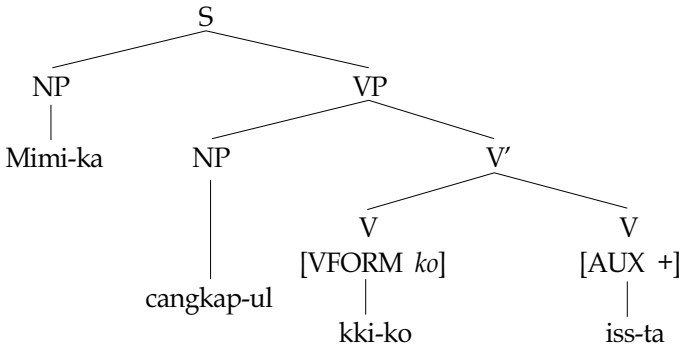 S
NP VP
Mimi-ka NP V’
V V
[VFORM ko] [AUX +]
cangkap-ul
kki-ko iss-ta